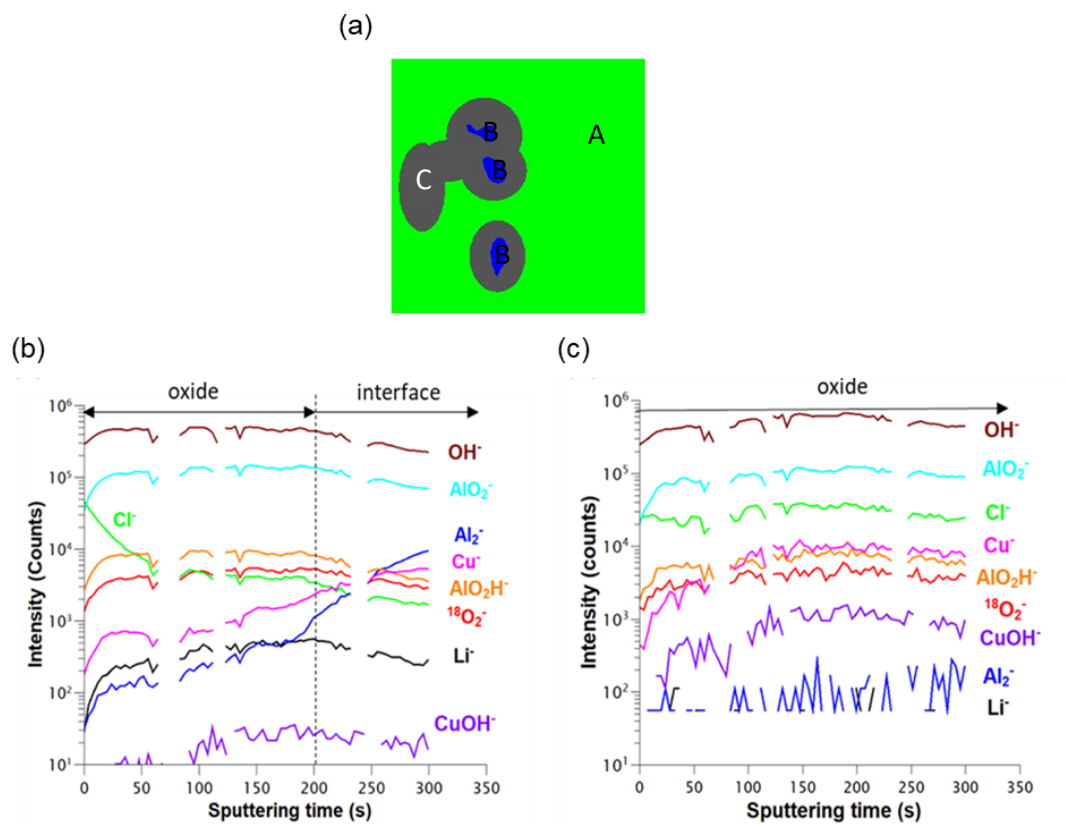 (a)
A
B
B
C
B
(b)
(c)
oxide
interface
oxide
Intensity (Counts)
10⁶
10⁵
10⁴
10³
10²
10¹
OH⁻
AlO₂⁻
Cl⁻
Al₂⁻
Cu⁻
AlO₂H⁻
¹⁸O₂⁻
Li⁻
CuOH⁻
0 50 100 150 200 250 300 350
Sputtering time (s)
Intensity (Counts)
10⁶
10⁵
10⁴
10³
10²
10¹
OH⁻
AlO₂⁻
Cl⁻
Cu⁻
AlO₂H⁻
¹⁸O₂⁻
CuOH⁻
Al₂⁻
Li⁻
0 50 100 150 200 250 300 350
Sputtering time (s)